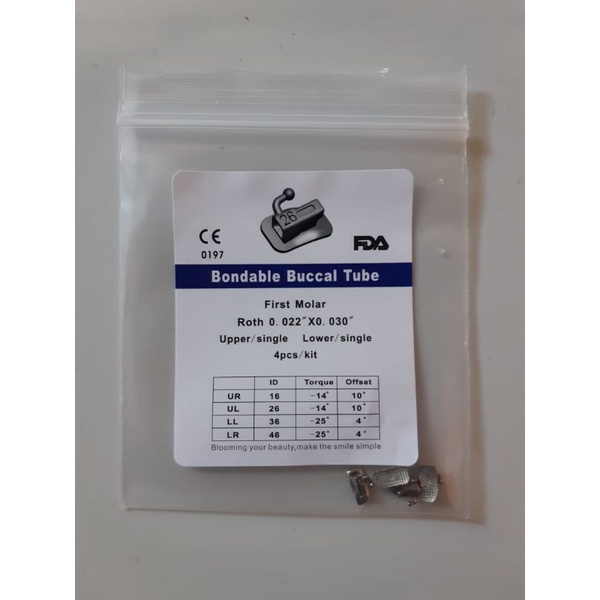 26
CE
0197
FDA
Bondable Buccal Tube
First Molar
Roth 0. 022″X0. 030″
Upper/single Lower/single
4pcs/kit
ID Torque Offset
UR 16 -14° 10°
UL 26 -14° 10°
LL 36 -25° 4°
LR 46 -25° 4°
Blooming your beauty,make the smile simple